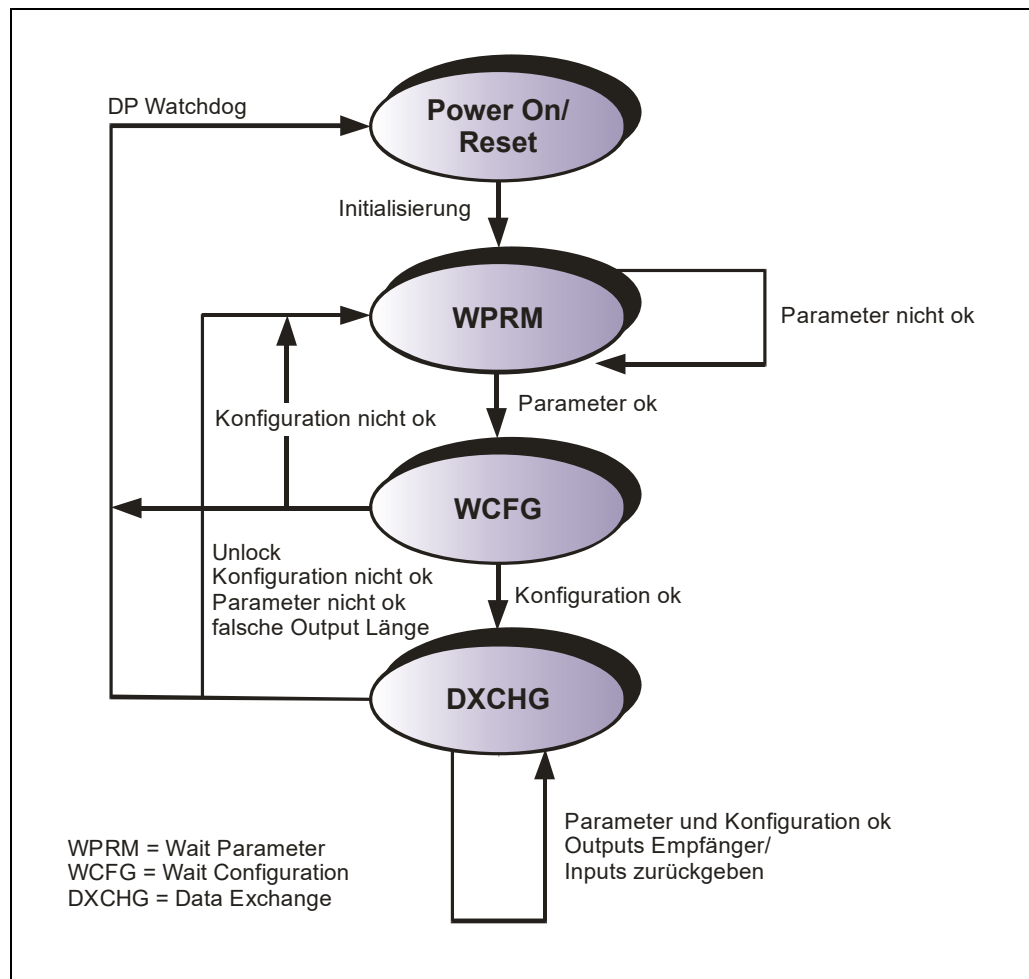 DP Watchdog
Power On/
Reset
Initialisierung
WPRM
Parameter nicht ok
Parameter ok
Konfiguration nicht ok
WCFG
Unlock
Konfiguration nicht ok
Parameter nicht ok
falsche Output Länge
Konfiguration ok
DXCHG
Parameter und Konfiguration ok
Outputs Empfänger/
Inputs zurückgeben
WPRM = Wait Parameter
WCFG = Wait Configuration
DXCHG = Data Exchange